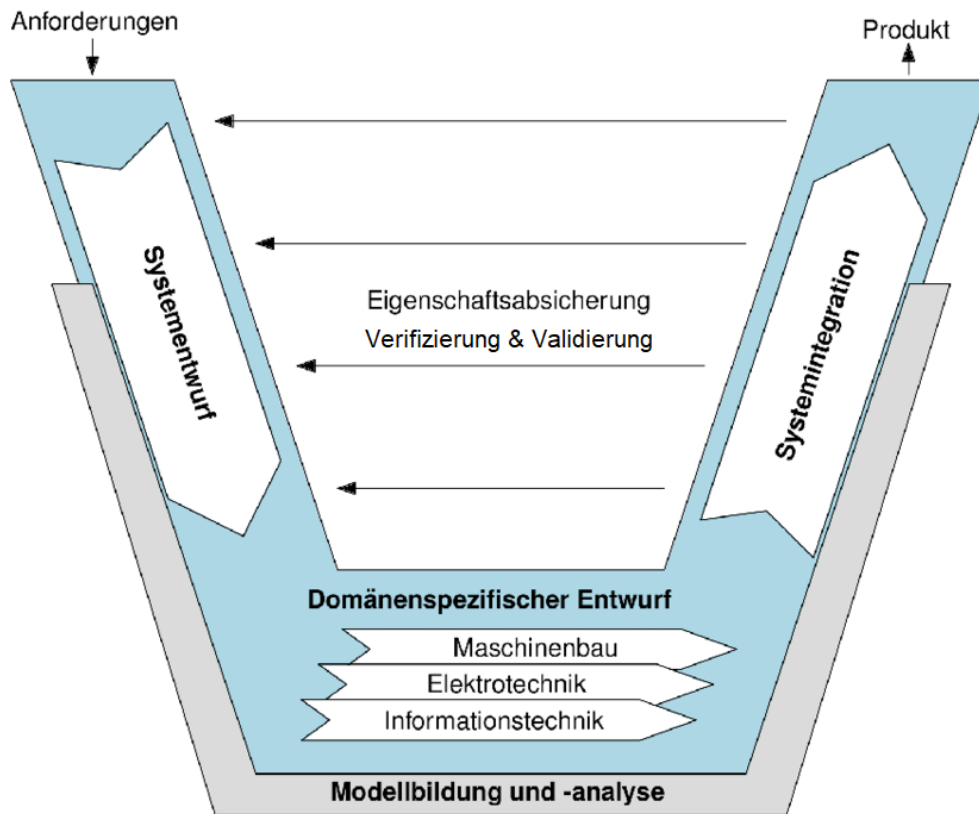 Anforderungen
Produkt
Systementwurf
Eigenschaftsabsicherung
Verifizierung & Validierung
Systemintegration
Domänenspezifischer Entwurf
Maschinenbau
Elektrotechnik
Informationstechnik
Modellbildung und -analyse